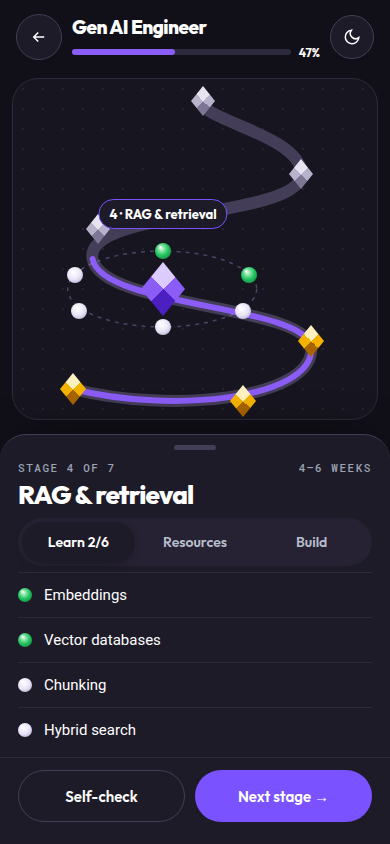 Gen AI Engineer
47%
4 · RAG & retrieval
STAGE 4 OF 7
4–6 WEEKS
RAG & retrieval
Learn 2/6
Resources
Build
Embeddings
Vector databases
Chunking
Hybrid search
Self-check
Next stage →